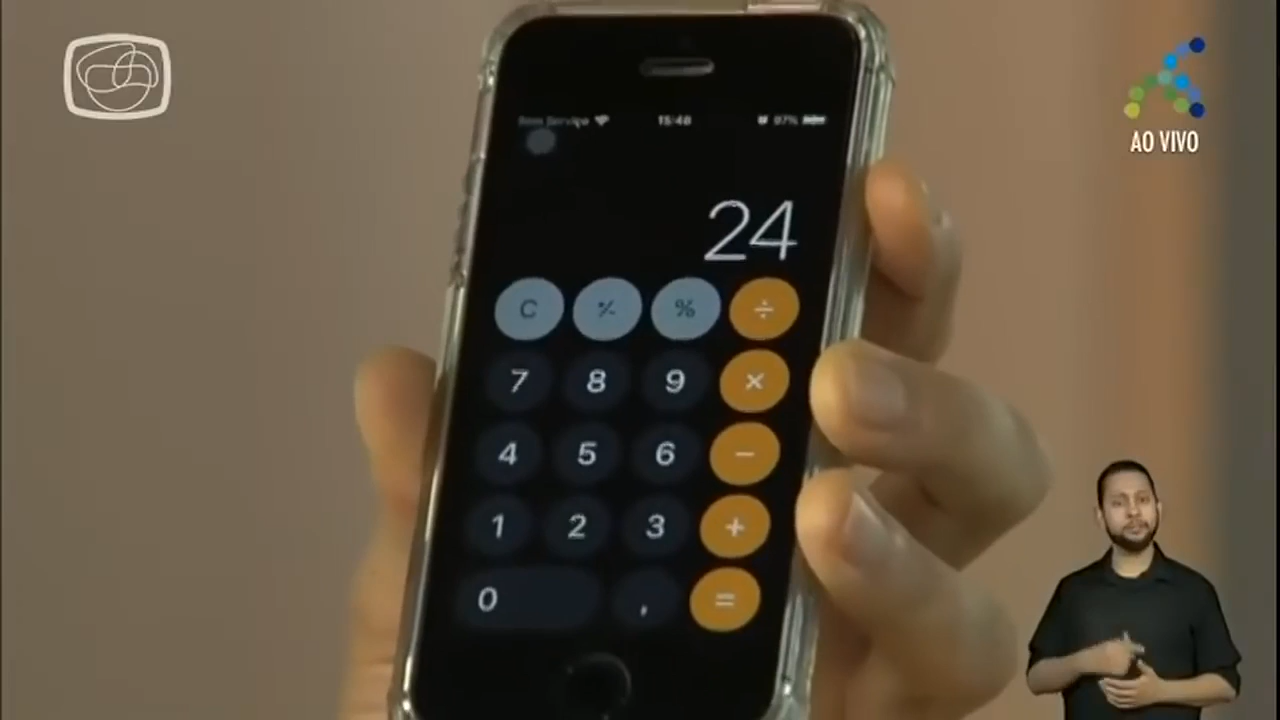 Sem Serviço 15:48 97%
AO VIVO
24
C % ÷
7 8 9 ×
4 5 6 −
1 2 3 +
0 , =